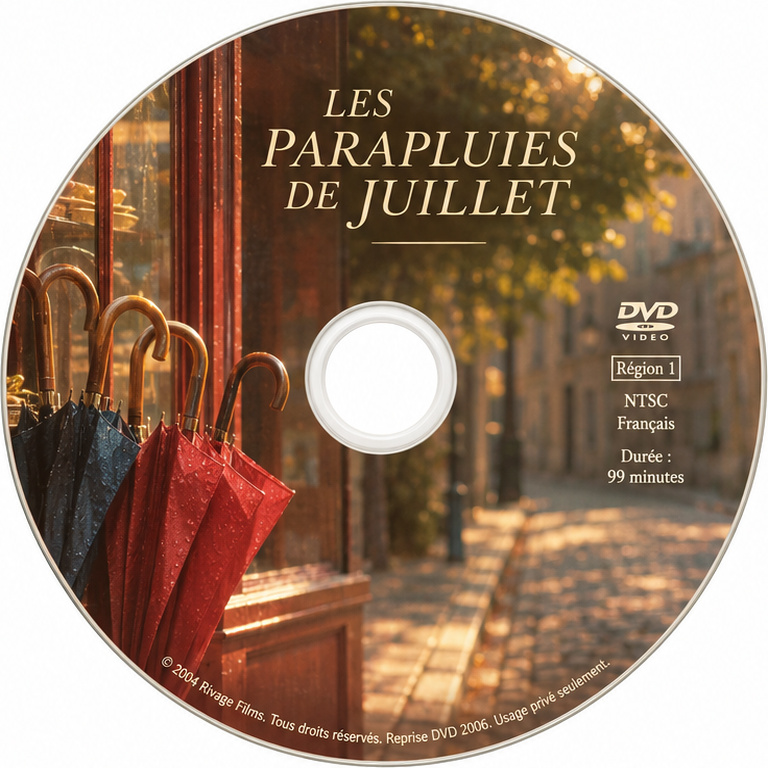 LES
PARAPLUIES
DE JUILLET
DVD
VIDEO
Région 1
NTSC
Français
Durée :
99 minutes
© 2004 Rivage Films. Tous droits réservés. Reprise DVD 2006. Usage privé seulement.